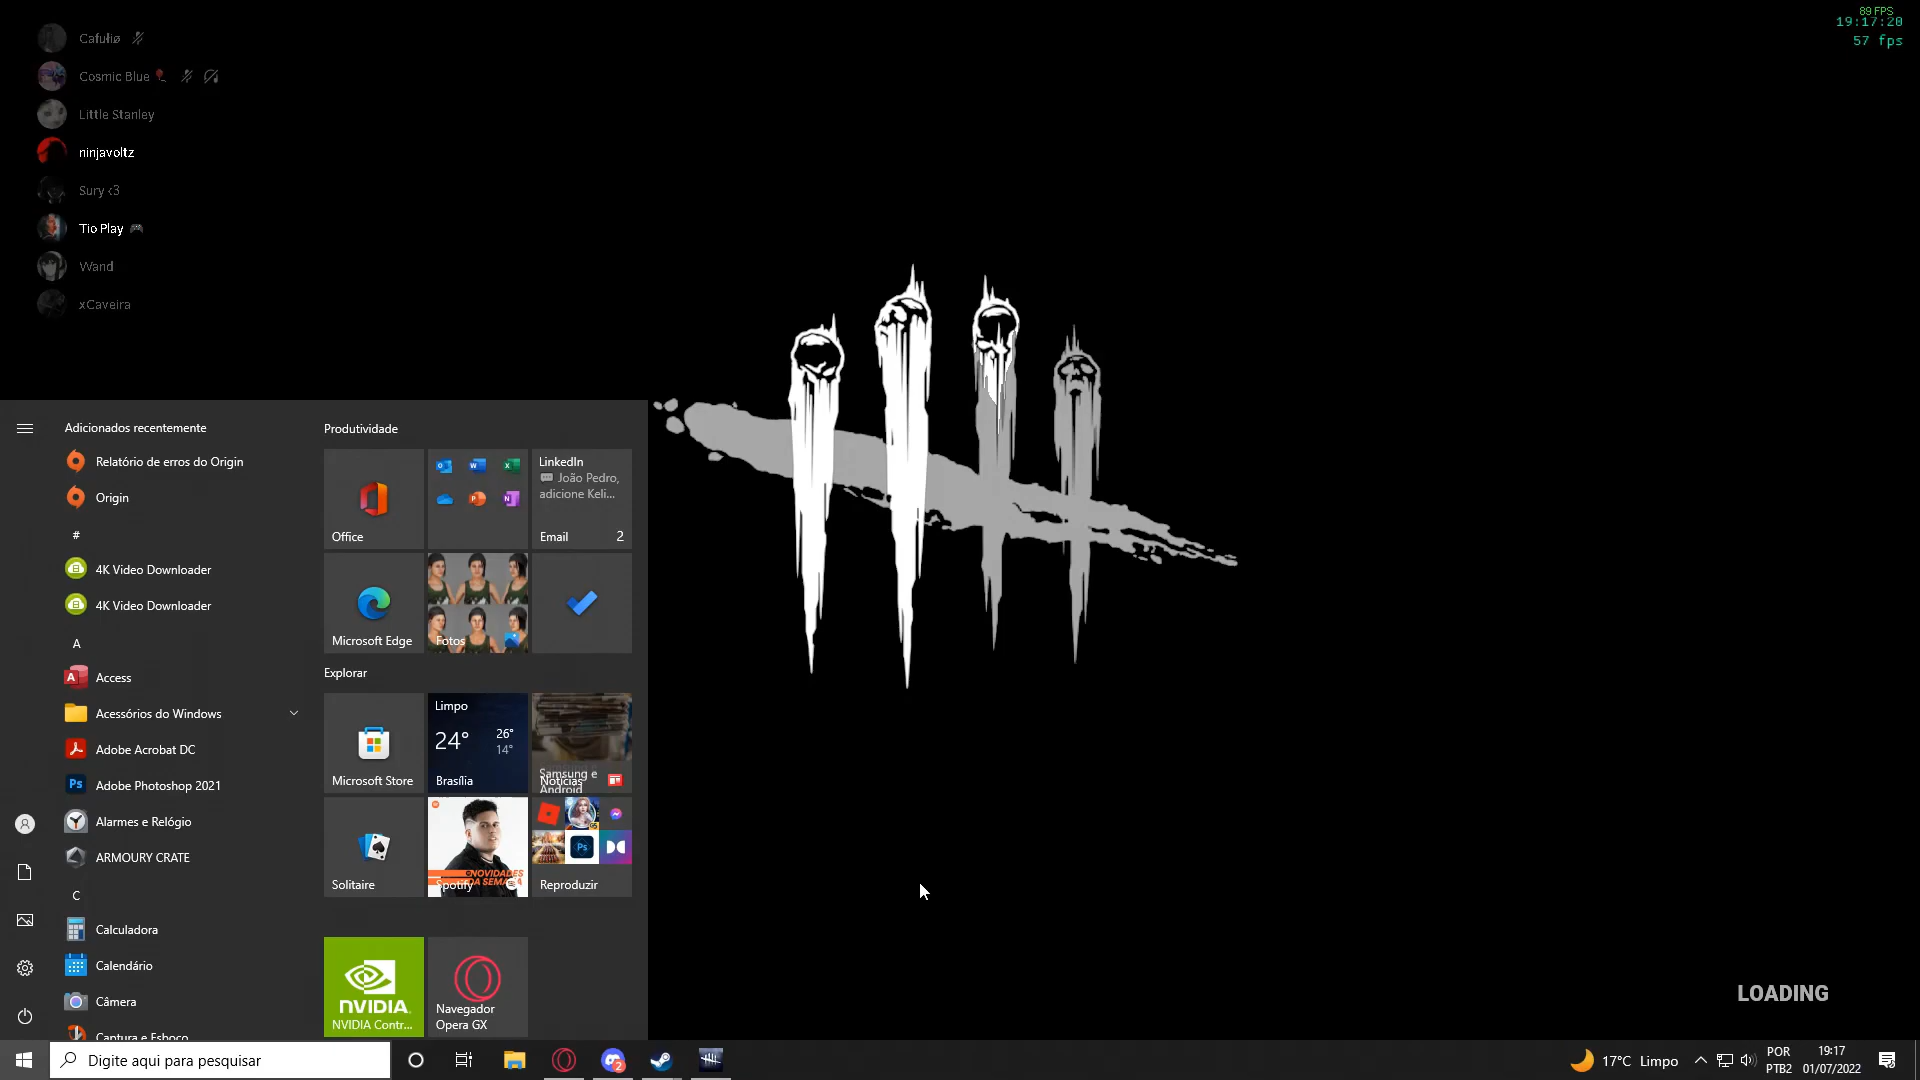 89 FPS
19:17:20
57 fps
Cafuliø
Cosmic Blue
Little Stanley
ninjavoltz
Sury <3
Tio Play
Wand
xCaveira
Adicionados recentemente
Relatório de erros do Origin
Origin
#
4K Video Downloader
4K Video Downloader
A
Access
Acessórios do Windows
Adobe Acrobat DC
Adobe Photoshop 2021
Alarmes e Relógio
ARMOURY CRATE
C
Calculadora
Calendário
Câmera
Captura e Esboço
Produtividade
Office
LinkedIn
João Pedro,
adicione Keli...
Email 2
Microsoft Edge
Fotos
Explorar
Microsoft Store
Limpo
24° 26°
14°
Brasília
Samsung e
Notícias
Android
Solitaire
NOVIDADES
DA SEMANA
Spotify
Reproduzir
NVIDIA.
NVIDIA Contr...
Navegador
Opera GX
LOADING
Digite aqui para pesquisar
17°C Limpo
POR
PTB2
19:17
01/07/2022